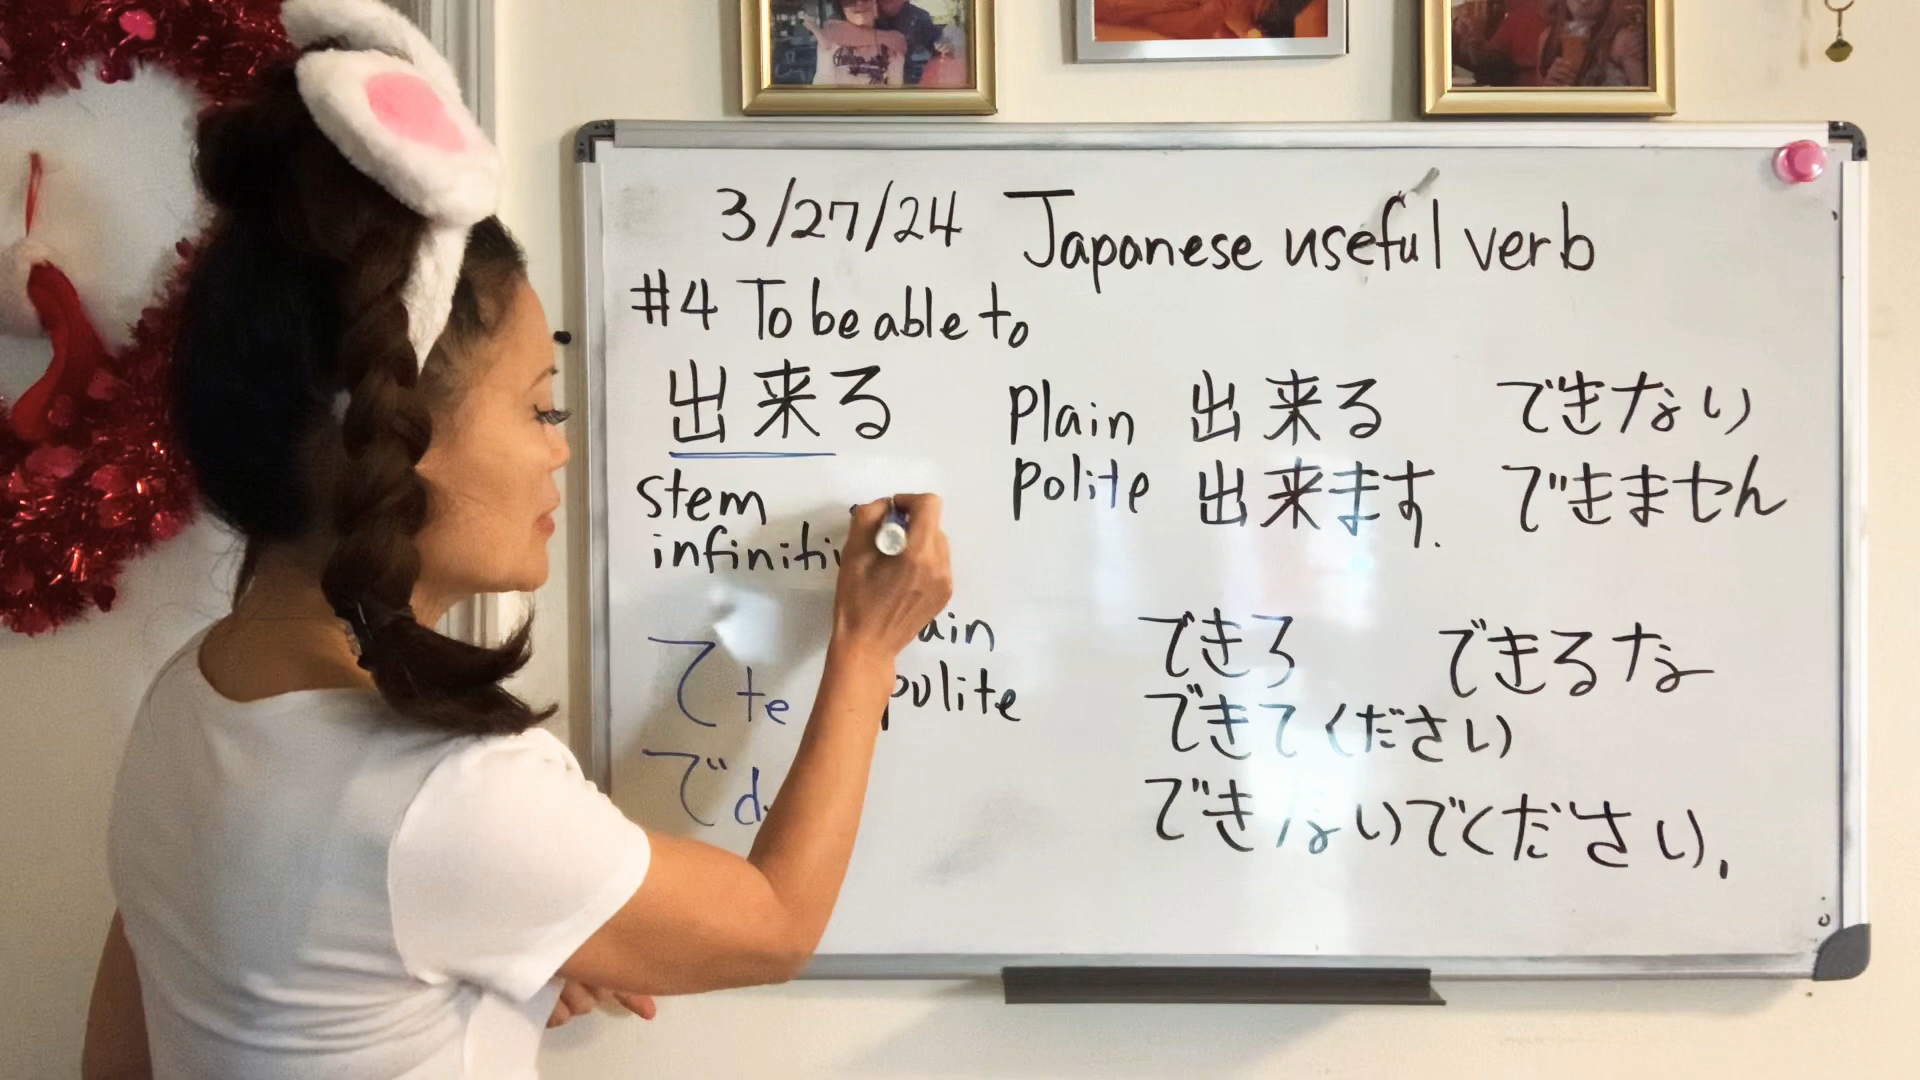 3/27/24 Japanese useful verb
#4 To be able to
出来る
stem
plain 出来る できない
polite 出来ます. できません
て te
で
polite
できろ できるな
できてください
できないでください.